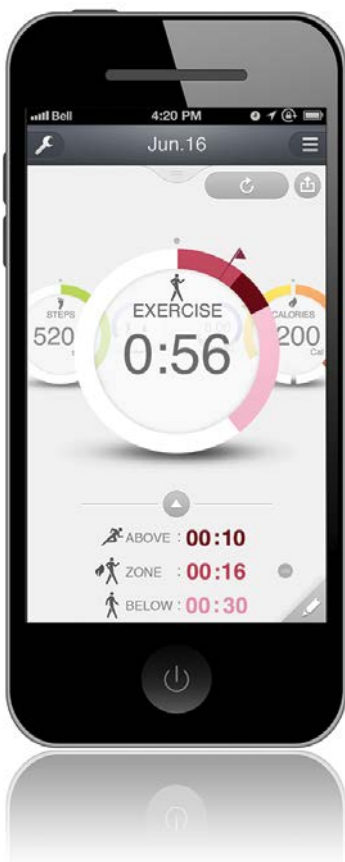 Bell 4:20 PM
Jun.16
EXERCISE
0:56
STEPS
520
CALORIES
200
Cal
ABOVE : 00:10
ZONE : 00:16
BELOW : 00:30